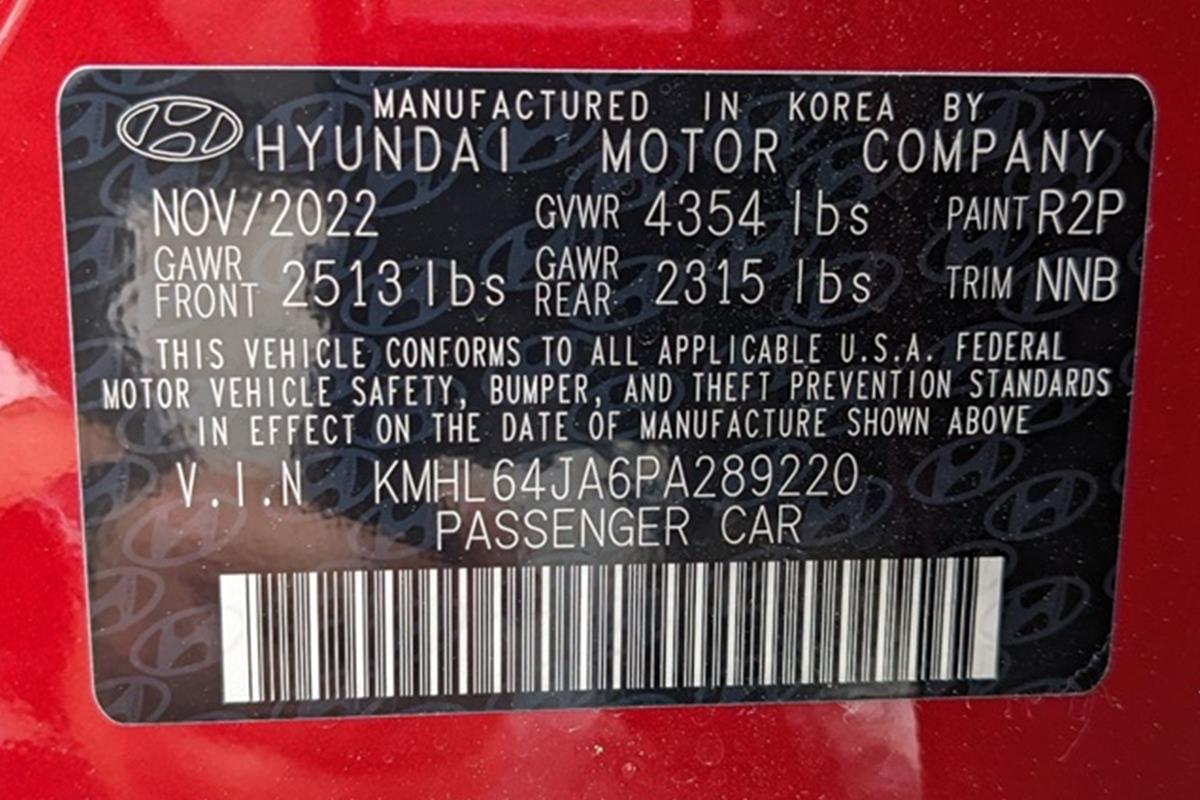 MANUFACTURED IN KOREA BY
HYUNDAI MOTOR COMPANY
NOV/2022 GVWR 4354 lbs PAINT R2P
GAWR FRONT 2513 lbs GAWR REAR 2315 lbs TRIM NNB
THIS VEHICLE CONFORMS TO ALL APPLICABLE U.S.A. FEDERAL
MOTOR VEHICLE SAFETY, BUMPER, AND THEFT PREVENTION STANDARDS
IN EFFECT ON THE DATE OF MANUFACTURE SHOWN ABOVE
V.I.N KMHL64JA6PA289220
PASSENGER CAR